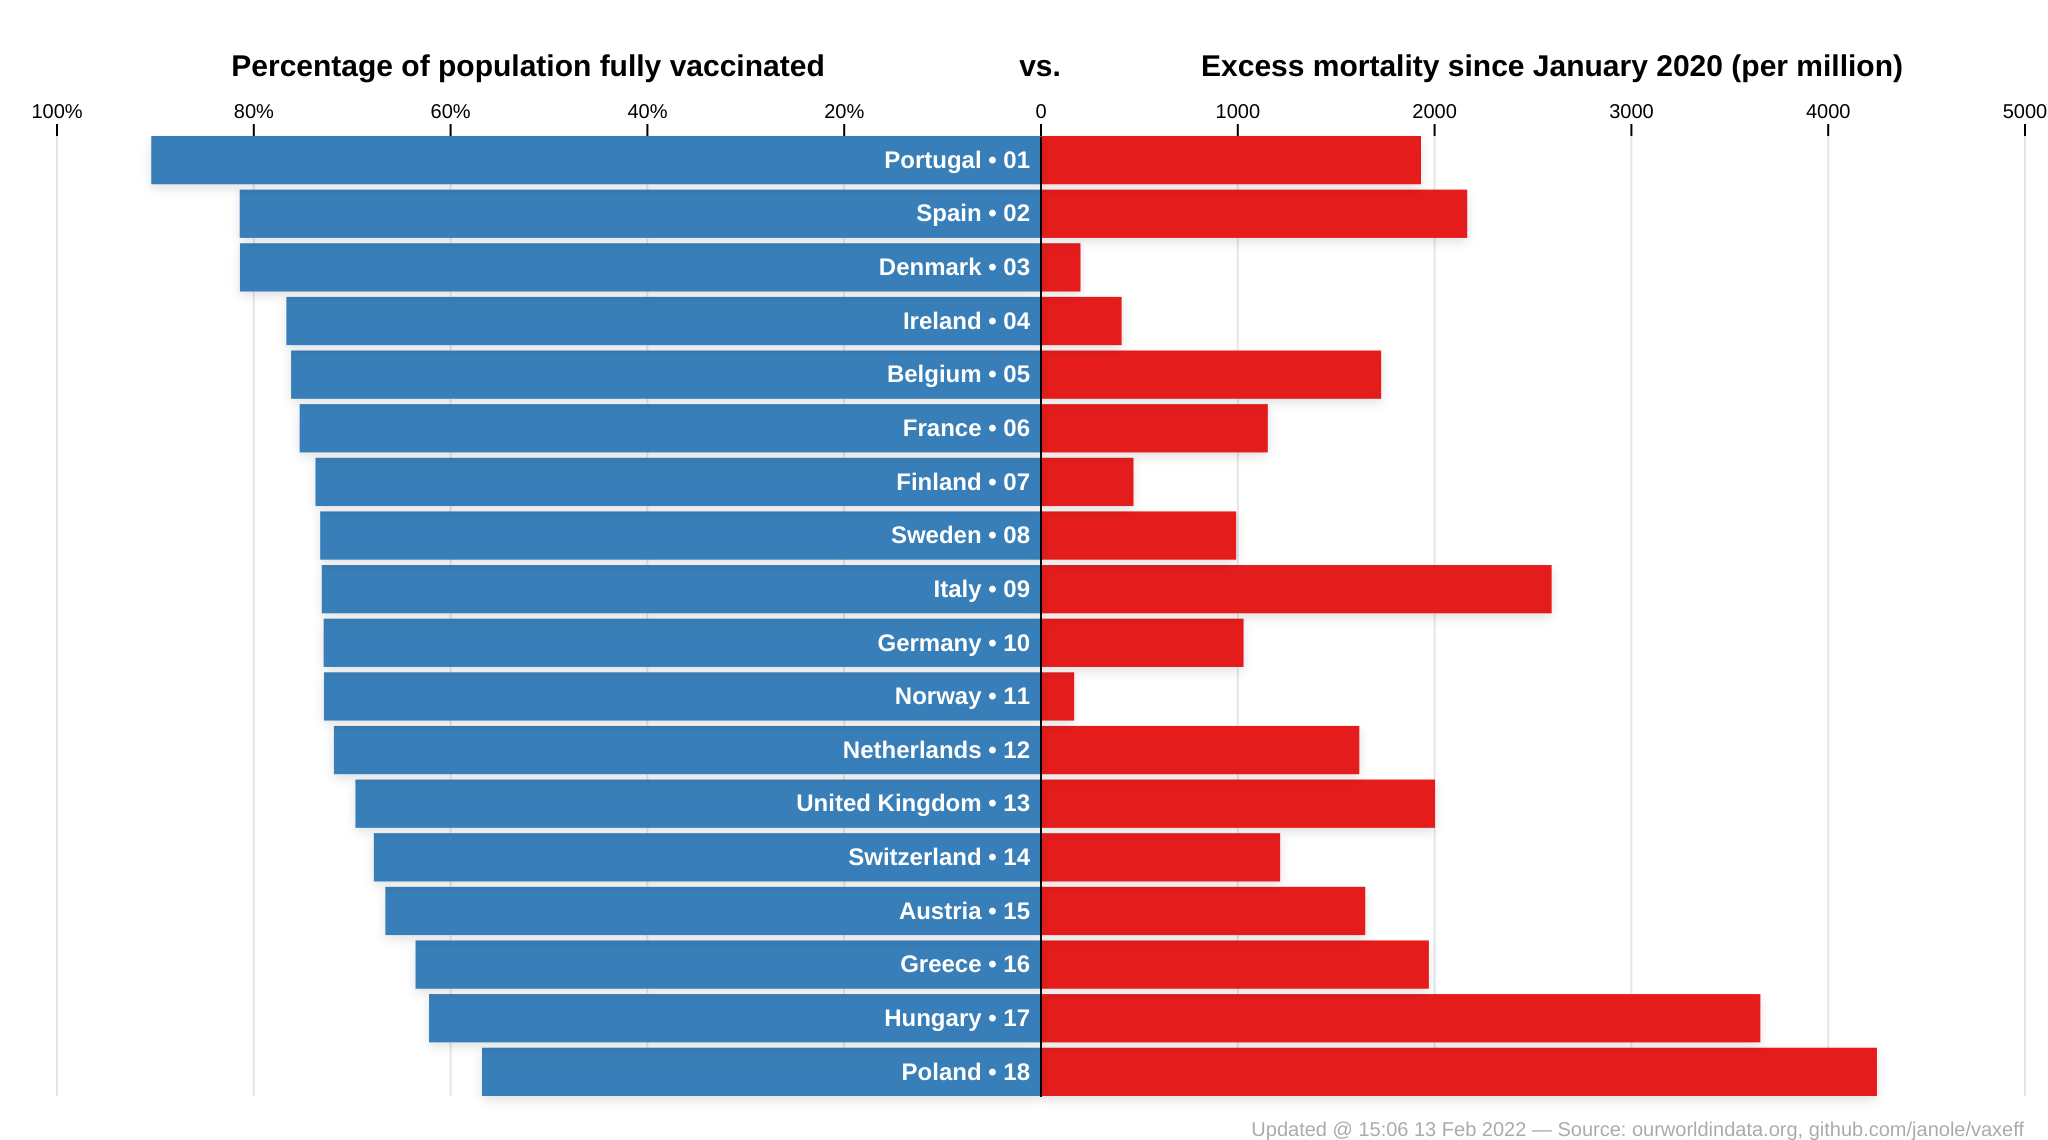 Percentage of population fully vaccinated vs. Excess mortality since January 2020 (per million)
100% 80% 60% 40% 20% 0 1000 2000 3000 4000 5000
Portugal • 01
Spain • 02
Denmark • 03
Ireland • 04
Belgium • 05
France • 06
Finland • 07
Sweden • 08
Italy • 09
Germany • 10
Norway • 11
Netherlands • 12
United Kingdom • 13
Switzerland • 14
Austria • 15
Greece • 16
Hungary • 17
Poland • 18
Updated @ 15:06 13 Feb 2022 — Source: ourworldindata.org, github.com/janole/vaxeff